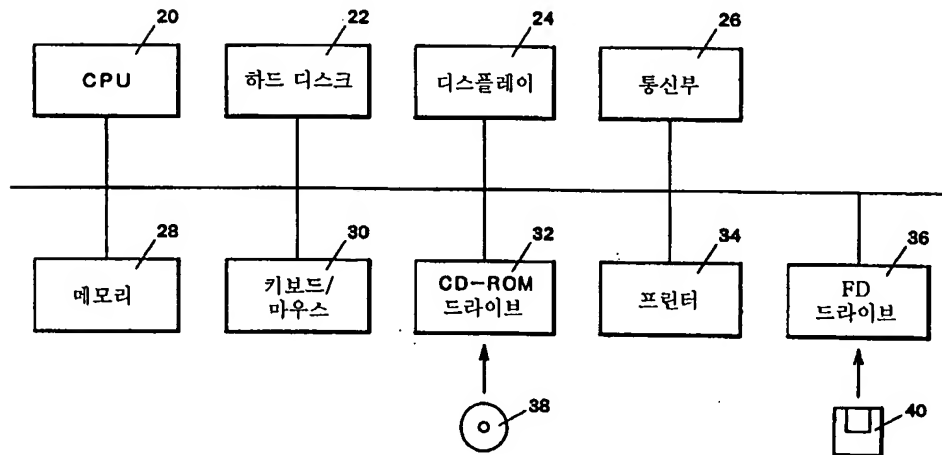 20
22
24
26
CPU
하드 디스크
디스플레이
통신부
28
30
32
34
36
메모리
키보드/
마우스
CD-ROM
드라이브
프린터
FD
드라이브
38
40